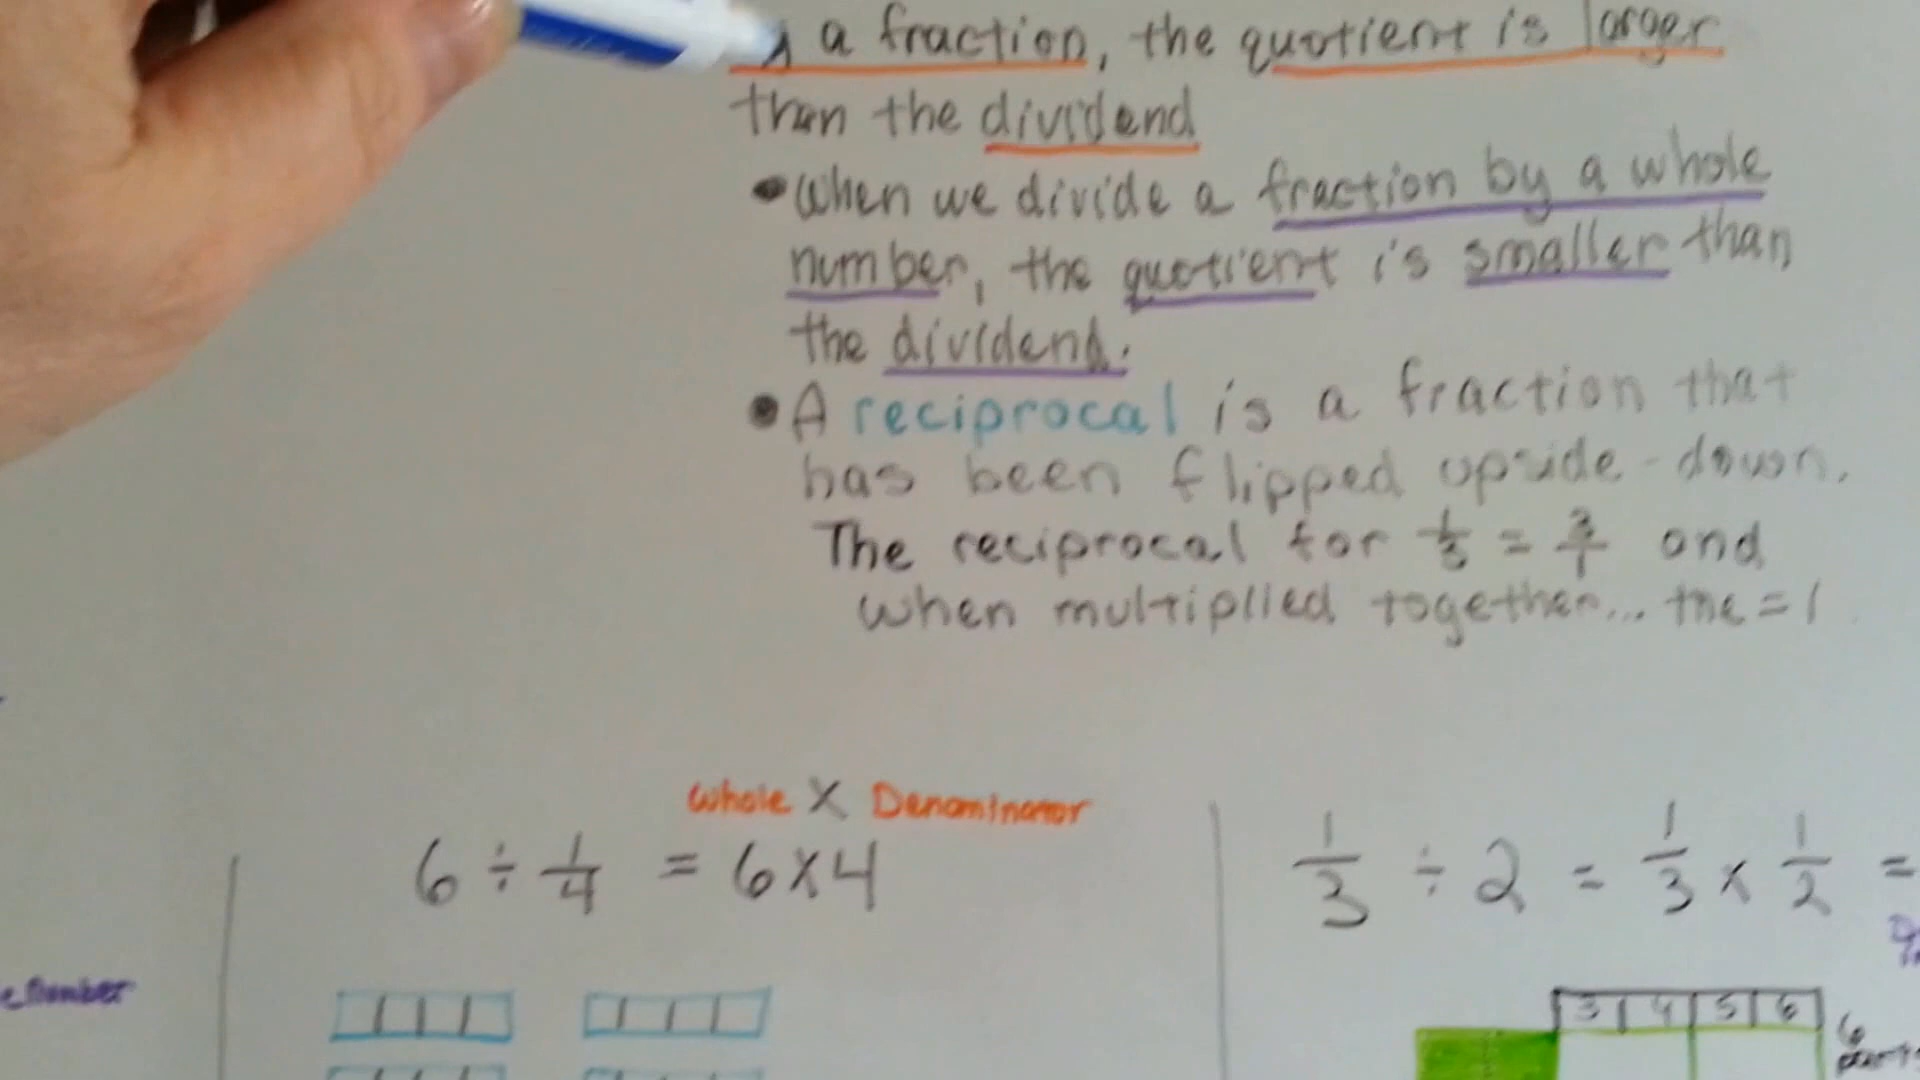 a fraction, the quotient is larger
than the dividend
•When we divide a fraction by a whole
number, the quotient is smaller than
the dividend.
•A reciprocal is a fraction that
has been flipped upside-down.
The reciprocal for 1/3 = 3/1 and
when multiplied together... the = 1
Whole X Denominator
6 ÷ 1/4 = 6x4
1/3 ÷ 2 = 1/3 x 1/2 =
Number
3 4 5 6
6
parts